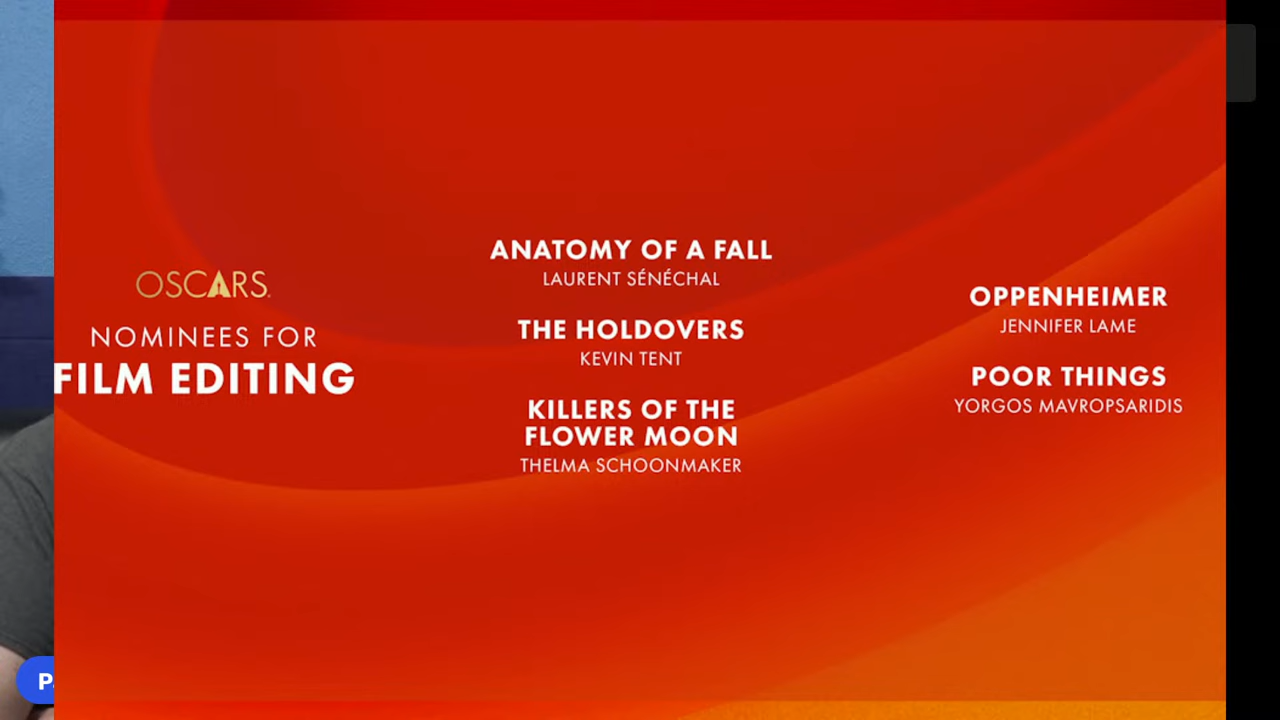 OSCARS.
NOMINEES FOR
FILM EDITING
ANATOMY OF A FALL
LAURENT SÉNÉCHAL
THE HOLDOVERS
KEVIN TENT
KILLERS OF THE
FLOWER MOON
THELMA SCHOONMAKER
OPPENHEIMER
JENNIFER LAME
POOR THINGS
YORGOS MAVROPSARIDIS